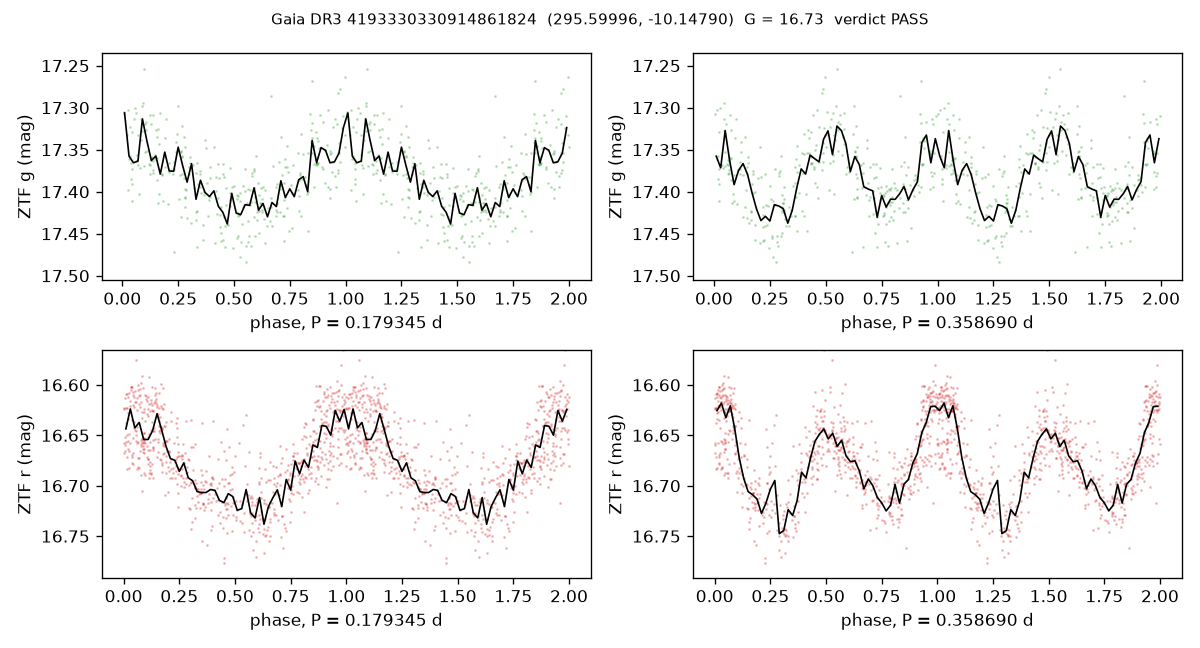 Gaia DR3 4193330330914861824 (295.59996, -10.14790) G = 16.73 verdict PASS
ZTF g (mag)
17.25
17.30
17.35
17.40
17.45
17.50
0.00 0.25 0.50 0.75 1.00 1.25 1.50 1.75 2.00
phase, P = 0.179345 d
ZTF g (mag)
17.25
17.30
17.35
17.40
17.45
17.50
0.00 0.25 0.50 0.75 1.00 1.25 1.50 1.75 2.00
phase, P = 0.358690 d
ZTF r (mag)
16.60
16.65
16.70
16.75
0.00 0.25 0.50 0.75 1.00 1.25 1.50 1.75 2.00
phase, P = 0.179345 d
ZTF r (mag)
16.60
16.65
16.70
16.75
0.00 0.25 0.50 0.75 1.00 1.25 1.50 1.75 2.00
phase, P = 0.358690 d